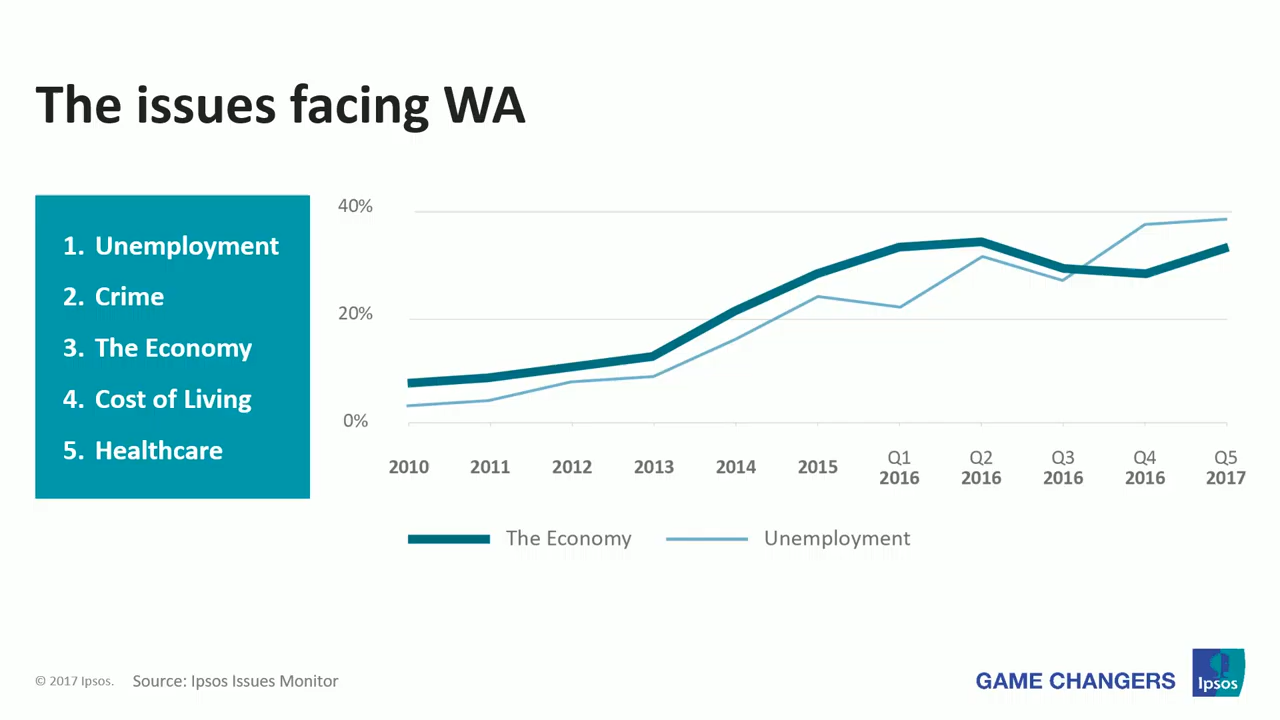 The issues facing WA
1. Unemployment
2. Crime
3. The Economy
4. Cost of Living
5. Healthcare
40%
20%
0%
2010 2011 2012 2013 2014 2015 Q1 2016 Q2 2016 Q3 2016 Q4 2016 Q5 2017
The Economy Unemployment
© 2017 Ipsos. Source: Ipsos Issues Monitor
GAME CHANGERS Ipsos